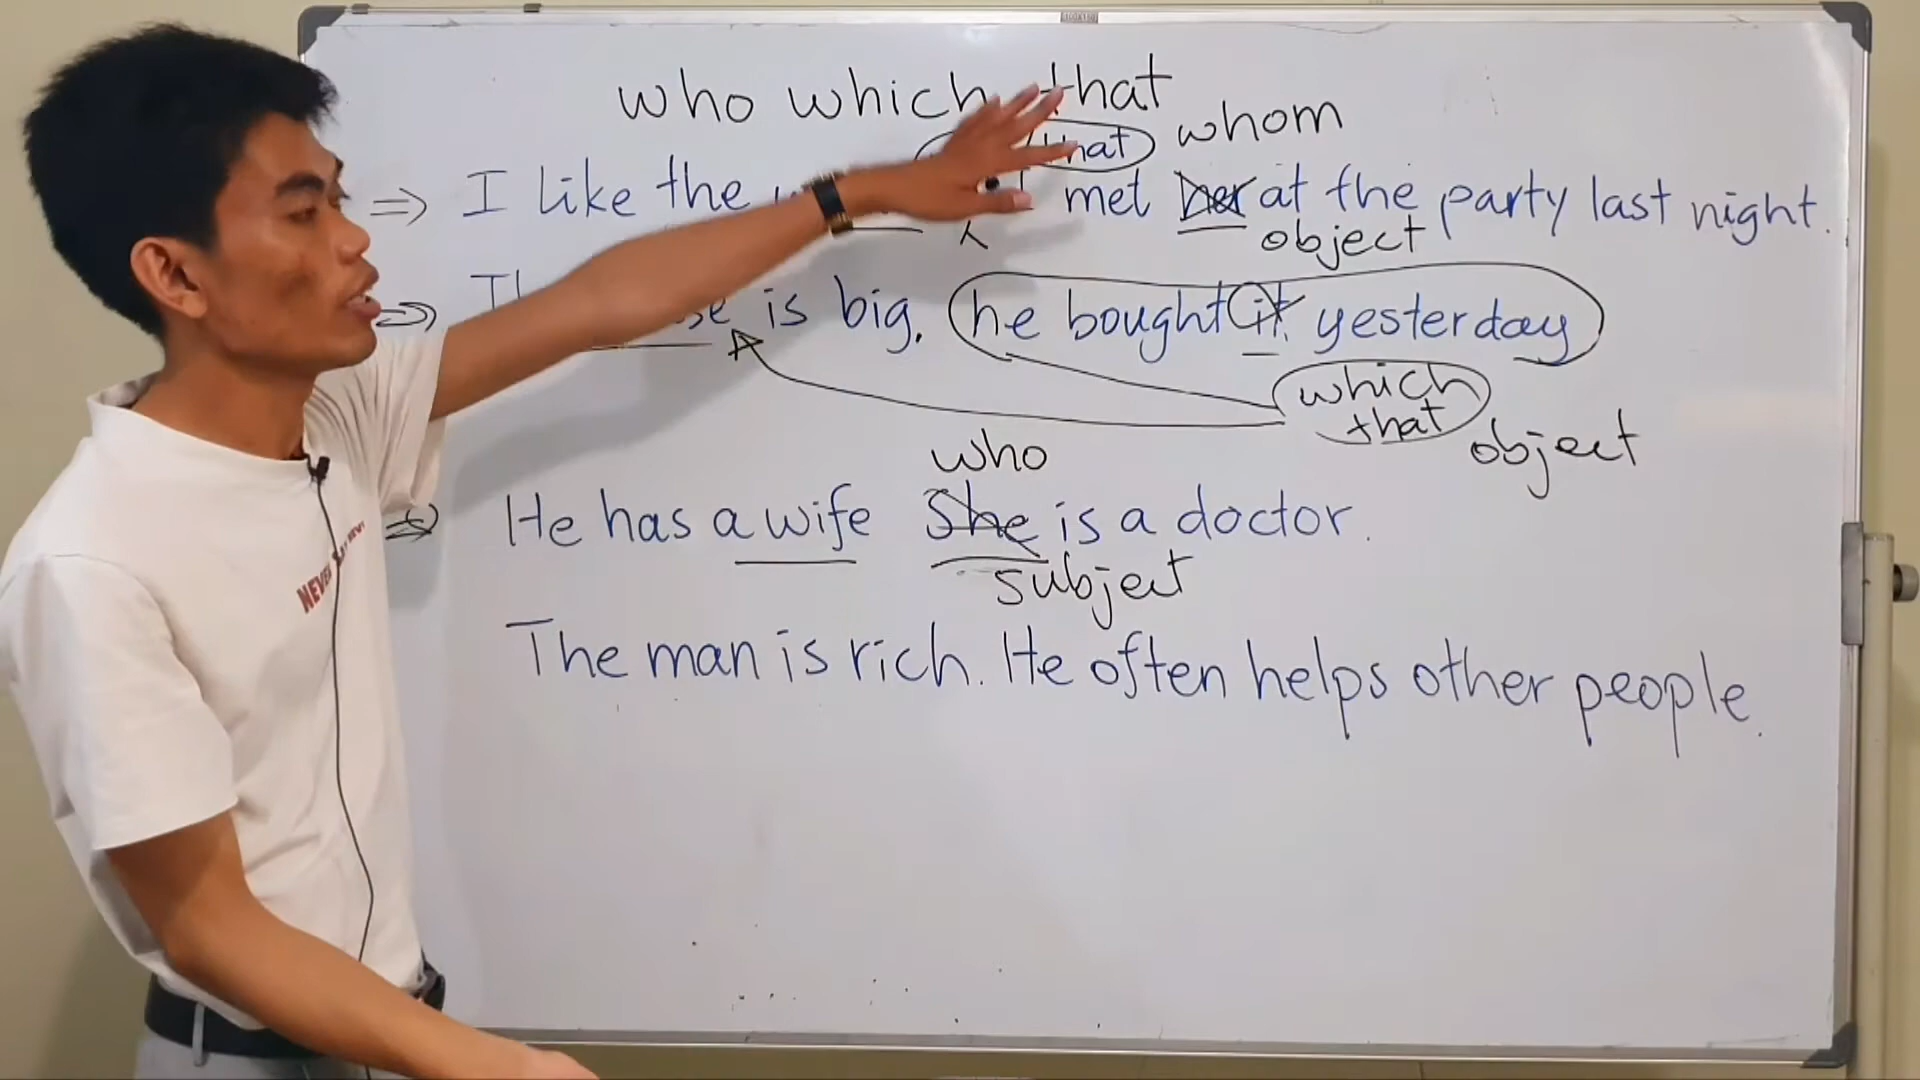 who which that
that whom
I like the met her at the party last night.
object
is big. he bought it yesterday
which
that
object
who
He has a wife She is a doctor.
subject
The man is rich. He often helps other people.
NEVER